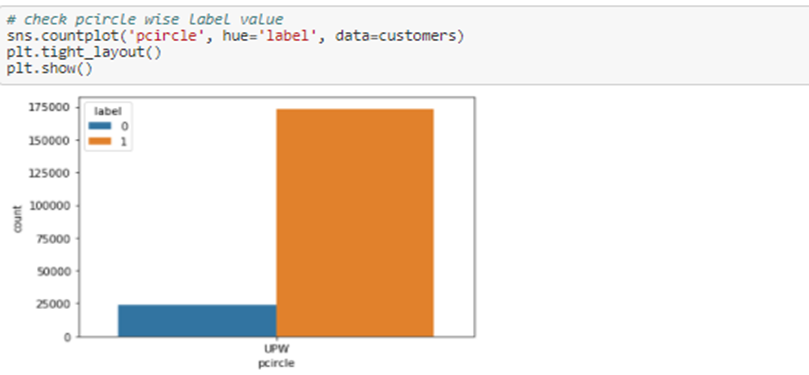 # check pcircle wise label value
sns.countplot('pcircle', hue='label', data=customers)
plt.tight_layout()
plt.show()
175000
150000
125000
100000
75000
50000
25000
0
count
label
0
1
UPW
pcircle